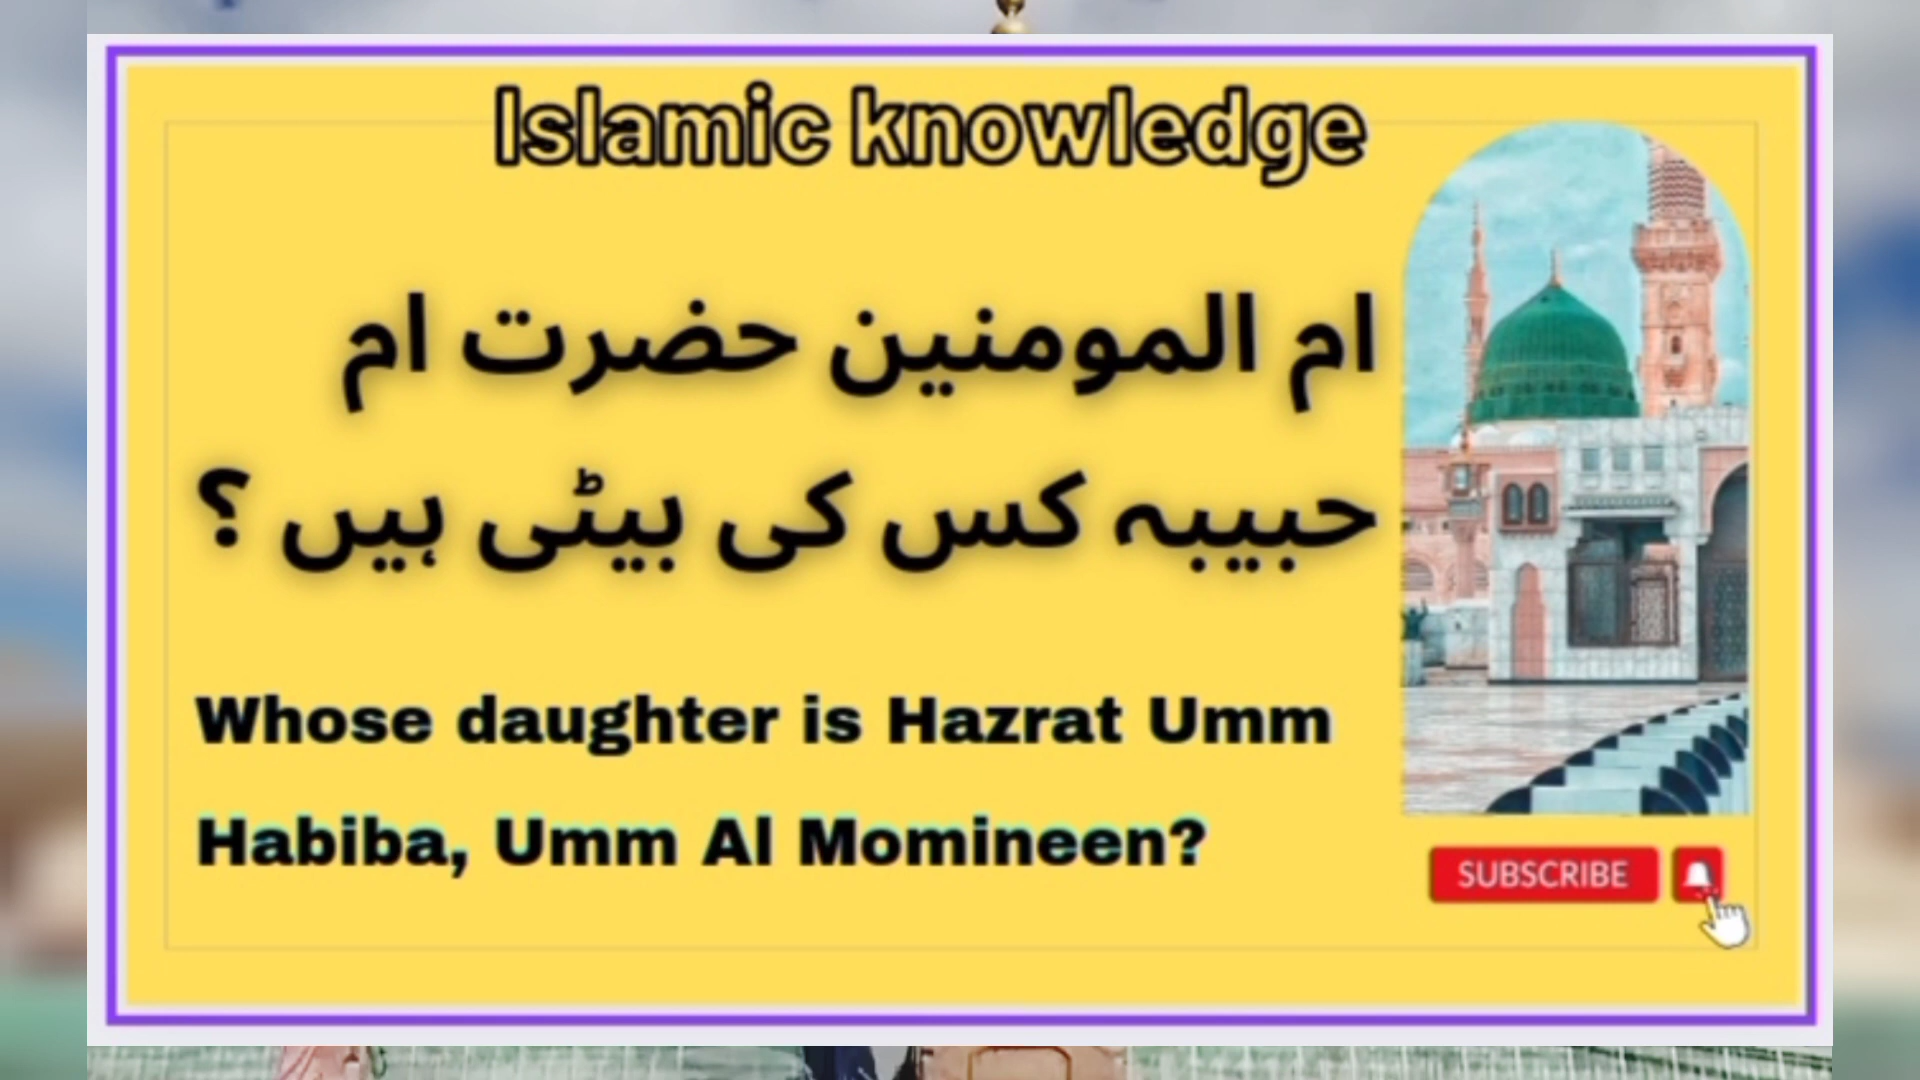 Islamic knowledge
ام المومنین حضرت ام
حبیبہ کس کی بیٹی ہیں ؟
Whose daughter is Hazrat Umm
Habiba, Umm Al Momineen?
SUBSCRIBE